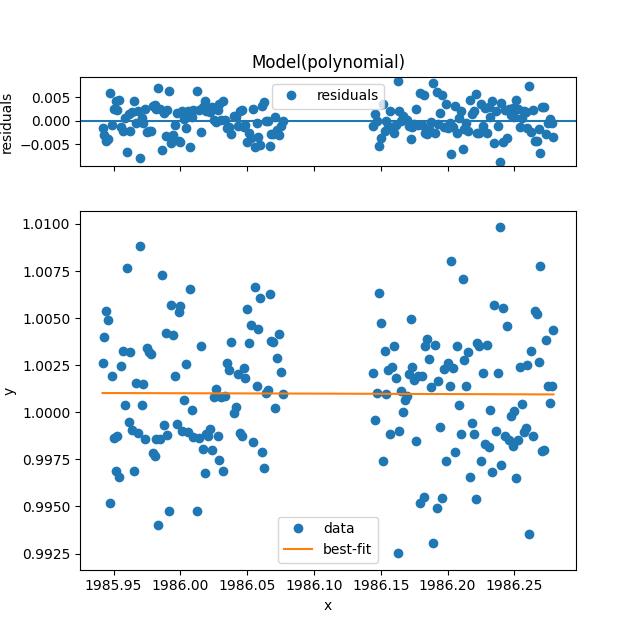 Model(polynomial)
residuals
0.005
0.000
−0.005
residuals
1.0100
1.0075
1.0050
1.0025
1.0000
0.9975
0.9950
0.9925
y
data
best-fit
1985.95 1986.00 1986.05 1986.10 1986.15 1986.20 1986.25
x